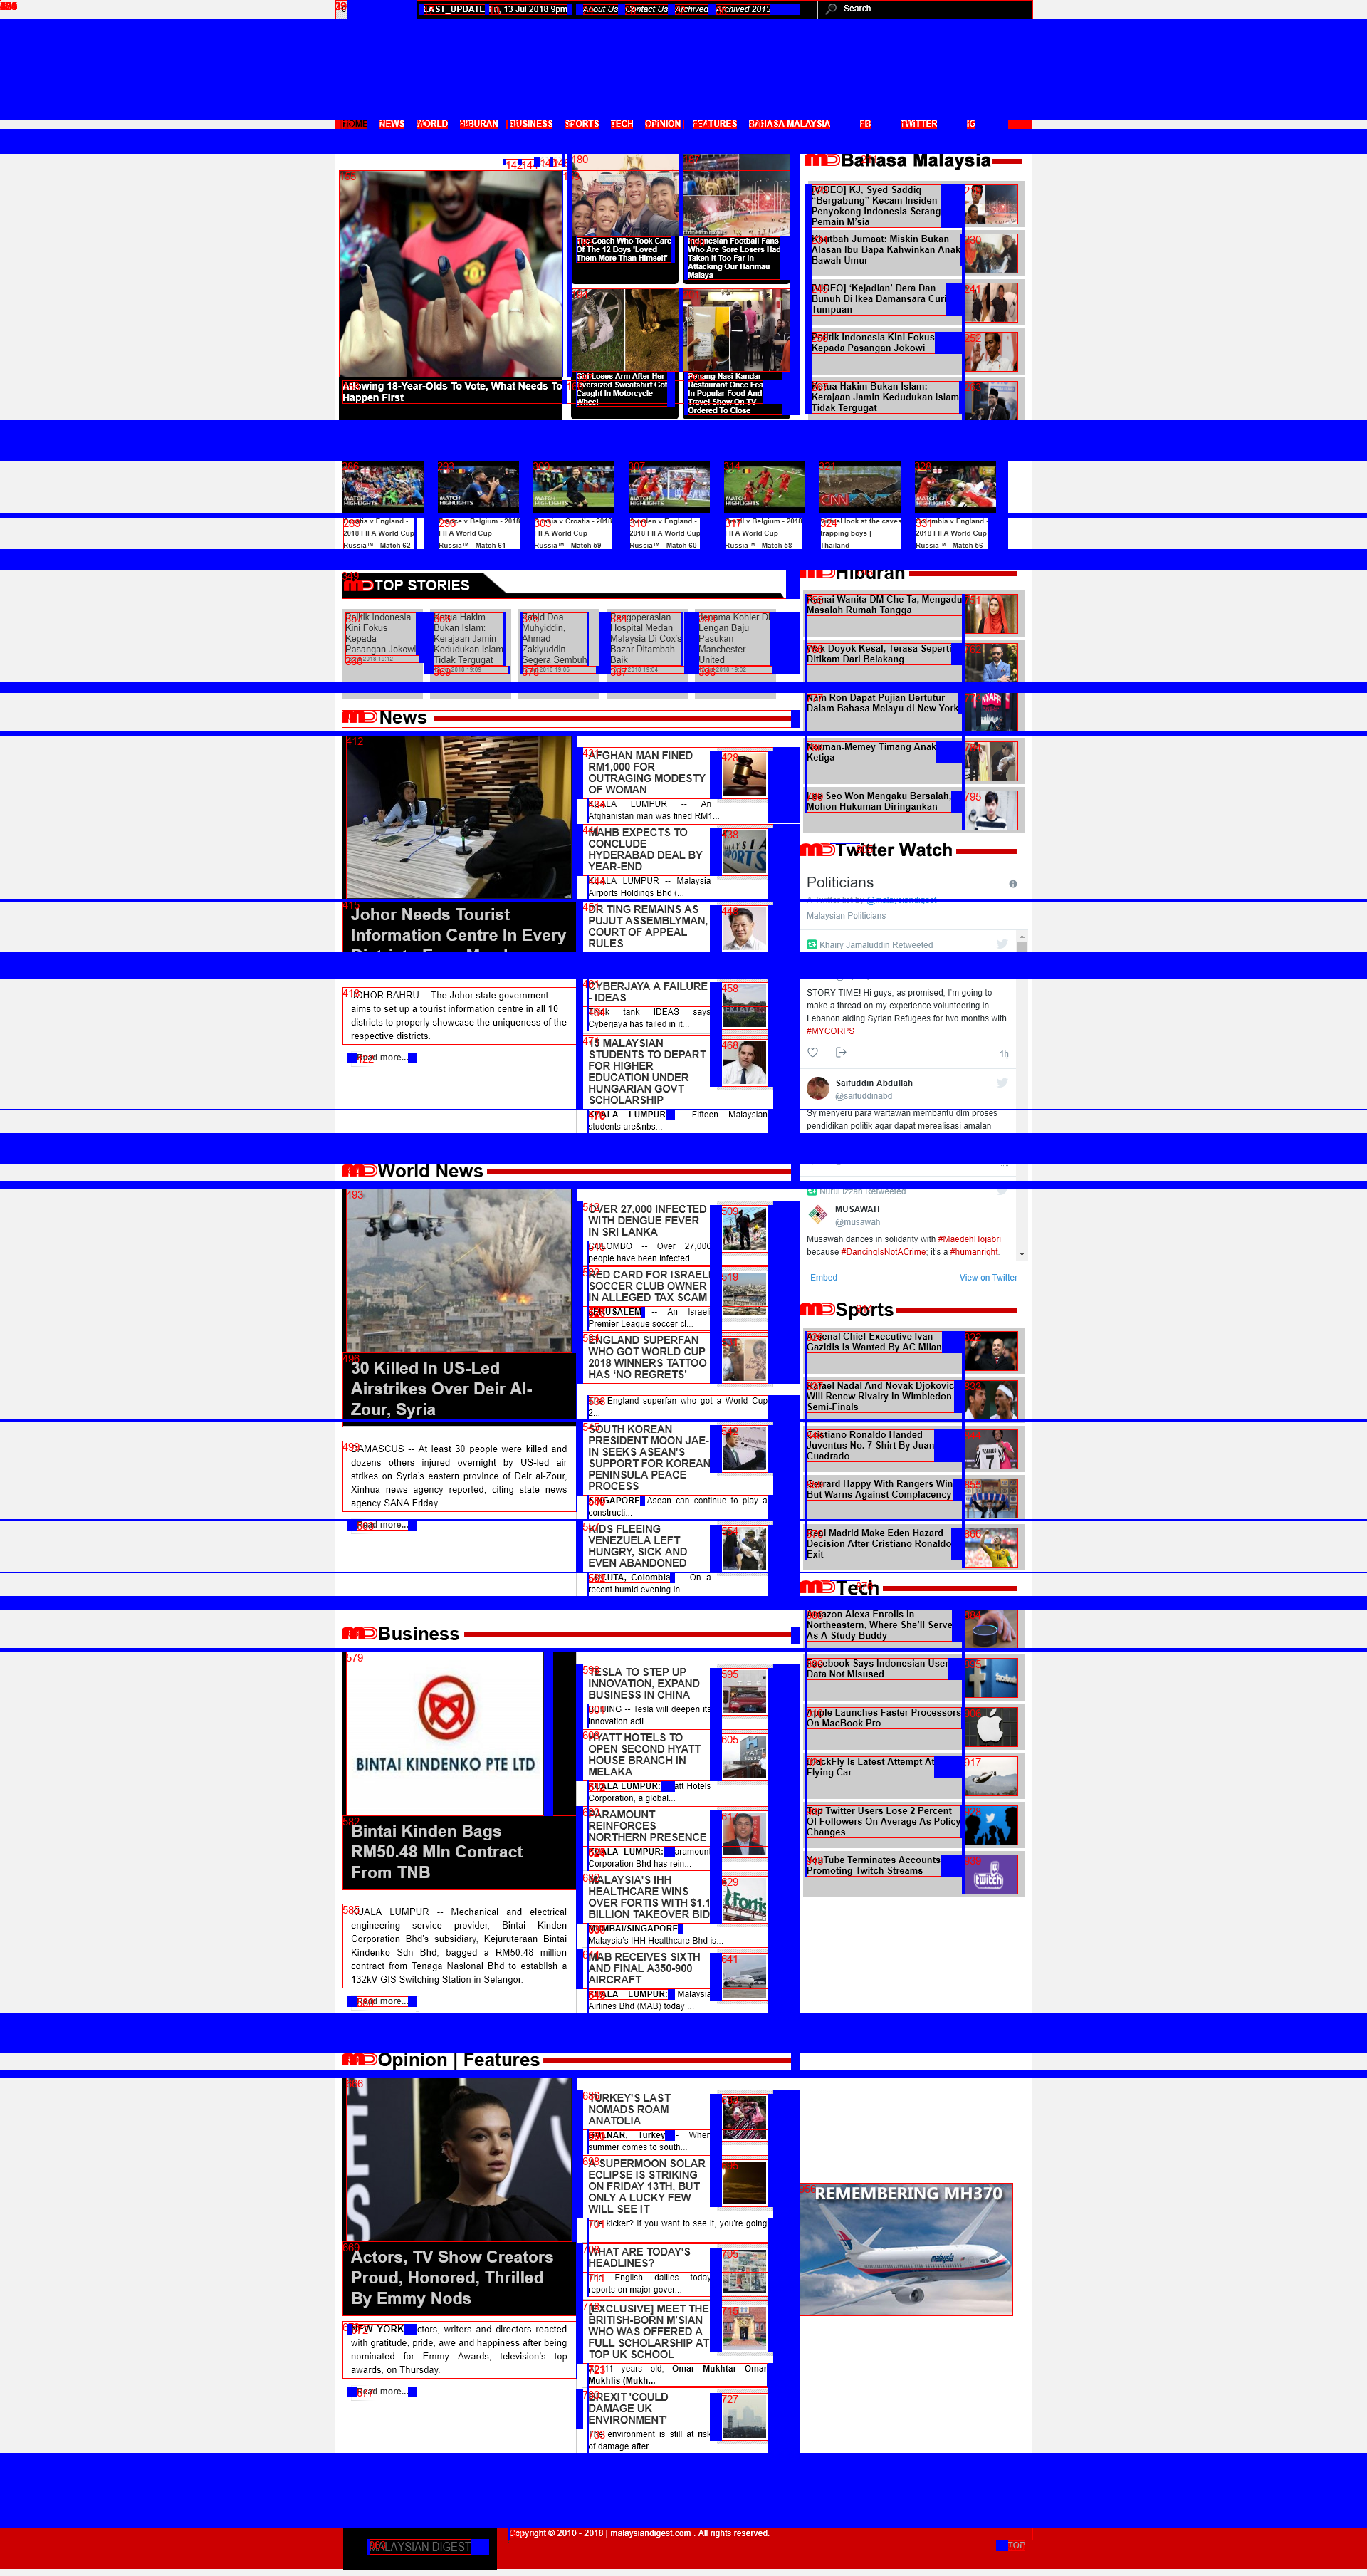 LAST_UPDATE Fri, 13 Jul 2018 9pm
About Us Contact Us Archived Archived 2013
Search...
HOME NEWS WORLD HIBURAN BUSINESS SPORTS TECH OPINION FEATURES BAHASA MALAYSIA FB TWITTER IG
Allowing 18-Year-Olds To Vote, What Needs To
Happen First
The Coach Who Took Care
Of The 12 Boys 'Loved
Them More Than Himself'
Indonesian Football Fans
Who Are Sore Losers Had
Taken It Too Far In
Attacking Our Harimau
Malaya
Girl Loses Arm After Her
Oversized Sweatshirt Got
Caught In Motorcycle
Wheel
Penang Nasi Kandar
Restaurant Once
In Popular Food And
Travel Show On TV
Ordered To Close
Bahasa Malaysia
[VIDEO] KJ, Syed Saddiq
"Bergabung" Kecam Insiden
Penyokong Indonesia Serang
Pemain M'sia
Khutbah Jumaat: Miskin Bukan
Alasan Ibu-Bapa Kahwinkan Anak
Bawah Umur
[VIDEO] 'Kejadian' Dera Dan
Bunuh Di Ikea Damansara Curi
Tumpuan
Politik Indonesia Kini Fokus
Kepada Pasangan Jokowi
Ketua Hakim Bukan Islam:
Kerajaan Jamin Kedudukan Islam
Tidak Tergugat
Croatia v England -
2018 FIFA World Cup
Russia™ - Match 62
France v Belgium - 2018
FIFA World Cup
Russia™ - Match 61
Russia v Croatia - 2018
FIFA World Cup
Russia™ - Match 59
Sweden v England -
2018 FIFA World Cup
Russia™ - Match 60
Brazil v Belgium - 2018
FIFA World Cup
Russia™ - Match 58
look at the caves
trapping boys |
Thailand
Colombia v England -
2018 FIFA World Cup
Russia™ - Match 56
TOP STORIES
Politik Indonesia
Kini Fokus
Kepada
Pasangan Jokowi
Ketua Hakim
Bukan Islam:
Kerajaan Jamin
Kedudukan Islam
Tidak Tergugat
Doa
Muhyiddin,
Ahmad
Zakiyuddin
Segera Sembuh
Pengoperasian
Hospital Medan
Malaysia Di Cox's
Bazar Ditambah
Baik
Kohler Di
Lengan Baju
Pasukan
Manchester
United
Hiburan
Ramai Wanita DM Che Ta, Mengadu
Masalah Rumah Tangga
Wak Doyok Kesal, Terasa Seperti
Ditikam Dari Belakang
Nam Ron Dapat Pujian Bertutur
Dalam Bahasa Melayu di New York
Norman-Memey Timang Anak
Ketiga
Lee Seo Won Mengaku Bersalah,
Mohon Hukuman Diringankan
News
Johor Needs Tourist
Information Centre In Every
JOHOR BAHRU -- The Johor state government
aims to set up a tourist information centre in all 10
districts to properly showcase the uniqueness of the
respective districts.
Read more...
AFGHAN MAN FINED
RM1,000 FOR
OUTRAGING MODESTY
OF WOMAN
KUALA LUMPUR -- An
Afghanistan man was fined RM1...
MAHB EXPECTS TO
CONCLUDE
HYDERABAD DEAL BY
YEAR-END
KUALA LUMPUR -- Malaysia
Airports Holdings Bhd (...
DR TING REMAINS AS
PUJUT ASSEMBLYMAN,
COURT OF APPEAL
RULES
CYBERJAYA A FAILURE
- IDEAS
Think tank IDEAS says
Cyberjaya has failed in it...
15 MALAYSIAN
STUDENTS TO DEPART
FOR HIGHER
EDUCATION UNDER
HUNGARIAN GOVT
SCHOLARSHIP
KUALA LUMPUR -- Fifteen Malaysian
students are&nbs...
Twitter Watch
Politicians
A Twitter list by @malaysiandigest
Malaysian Politicians
Khairy Jamaluddin Retweeted
STORY TIME! Hi guys, as promised, I'm going to
make a thread on my experience volunteering in
Lebanon aiding Syrian Refugees for two months with
#MYCORPS
1h
Saifuddin Abdullah
@saifuddinabd
Sy menyeru para wartawan membantu dlm proses
pendidikan politik agar dapat merealisasi amalan
Nurul Izzah Retweeted
MUSAWAH
@musawah
Musawah dances in solidarity with #MaedehHojabri
because #DancingIsNotACrime; it's a #humanright.
Embed View on Twitter
World News
30 Killed In US-Led
Airstrikes Over Deir Al-
Zour, Syria
DAMASCUS -- At least 30 people were killed and
dozens others injured overnight by US-led air
strikes on Syria's eastern province of Deir al-Zour,
Xinhua news agency reported, citing state news
agency SANA Friday.
Read more...
OVER 27,000 INFECTED
WITH DENGUE FEVER
IN SRI LANKA
COLOMBO -- Over 27,000
people have been infected...
RED CARD FOR ISRAELI
SOCCER CLUB OWNER
IN ALLEGED TAX SCAM
JERUSALEM -- An Israeli
Premier League soccer cl...
ENGLAND SUPERFAN
WHO GOT WORLD CUP
2018 WINNERS TATTOO
HAS 'NO REGRETS'
The England superfan who got a World Cup
2...
SOUTH KOREAN
PRESIDENT MOON JAE-
IN SEEKS ASEAN'S
SUPPORT FOR KOREAN
PENINSULA PEACE
PROCESS
SINGAPORE Asean can continue to play a
constructi...
KIDS FLEEING
VENEZUELA LEFT
HUNGRY, SICK AND
EVEN ABANDONED
CUCUTA, Colombia — On a
recent humid evening in ...
Sports
Arsenal Chief Executive Ivan
Gazidis Is Wanted By AC Milan
Rafael Nadal And Novak Djokovic
Will Renew Rivalry In Wimbledon
Semi-Finals
Cristiano Ronaldo Handed
Juventus No. 7 Shirt By Juan
Cuadrado
Gerrard Happy With Rangers Win
But Warns Against Complacency
Real Madrid Make Eden Hazard
Decision After Cristiano Ronaldo
Exit
Tech
Amazon Alexa Enrolls In
Northeastern, Where She'll Serve
As A Study Buddy
Facebook Says Indonesian User
Data Not Misused
Apple Launches Faster Processors
On MacBook Pro
BlackFly Is Latest Attempt At
Flying Car
Top Twitter Users Lose 2 Percent
Of Followers On Average As Policy
Changes
YouTube Terminates Accounts
Promoting Twitch Streams
Business
BINTAI KINDENKO PTE LTD
Bintai Kinden Bags
RM50.48 Mln Contract
From TNB
KUALA LUMPUR -- Mechanical and electrical
engineering service provider, Bintai Kinden
Corporation Bhd's subsidiary, Kejuruteraan Bintai
Kindenko Sdn Bhd, bagged a RM50.48 million
contract from Tenaga Nasional Bhd to establish a
132kV GIS Switching Station in Selangor.
Read more...
TESLA TO STEP UP
INNOVATION, EXPAND
BUSINESS IN CHINA
BEIJING -- Tesla will deepen its
innovation acti...
HYATT HOTELS TO
OPEN SECOND HYATT
HOUSE BRANCH IN
MELAKA
KUALA LUMPUR: Hyatt Hotels
Corporation, a global...
PARAMOUNT
REINFORCES
NORTHERN PRESENCE
KUALA LUMPUR: Paramount
Corporation Bhd has rein...
MALAYSIA'S IHH
HEALTHCARE WINS
OVER FORTIS WITH $1.1
BILLION TAKEOVER BID
MUMBAI/SINGAPORE
Malaysia's IHH Healthcare Bhd is...
MAB RECEIVES SIXTH
AND FINAL A350-900
AIRCRAFT
KUALA LUMPUR: Malaysia
Airlines Bhd (MAB) today ...
Opinion | Features
Actors, TV Show Creators
Proud, Honored, Thrilled
By Emmy Nods
NEW YORK Actors, writers and directors reacted
with gratitude, pride, awe and happiness after being
nominated for Emmy Awards, television's top
awards, on Thursday.
Read more...
TURKEY'S LAST
NOMADS ROAM
ANATOLIA
GULNAR, Turkey - When
summer comes to south...
A SUPERMOON SOLAR
ECLIPSE IS STRIKING
ON FRIDAY 13TH, BUT
ONLY A LUCKY FEW
WILL SEE IT
The kicker? If you want to see it, you're going
...
WHAT ARE TODAY'S
HEADLINES?
The English dailies today
reports on major gover...
[EXCLUSIVE] MEET THE
BRITISH-BORN M'SIAN
WHO WAS OFFERED A
FULL SCHOLARSHIP AT
TOP UK SCHOOL
11 years old, Omar Mukhtar Omar
Mukhlis (Mukh...
BREXIT 'COULD
DAMAGE UK
ENVIRONMENT'
The environment is still at risk
of damage after...
REMEMBERING MH370
malaysia
Copyright © 2010 - 2018 | malaysiandigest.com . All rights reserved.
MALAYSIAN DIGEST
TOP